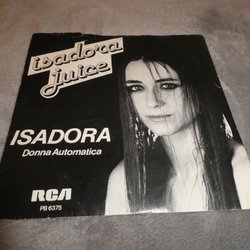 isadora
juice
ISADORA
Donna Automatica
RCA
PB 6375